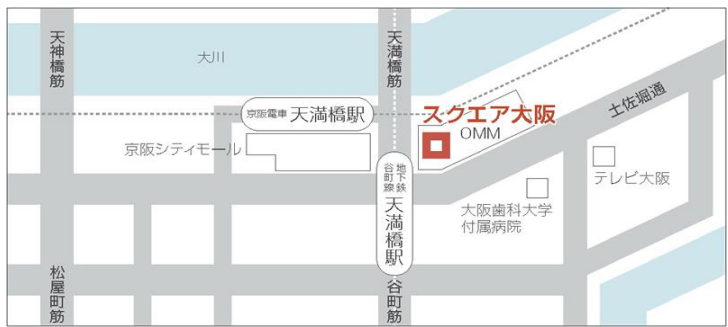 天神橋筋
大川
天満橋筋
京阪電車 天満橋駅
スクエア大阪
OMM
土佐堀通
京阪シティモール
地下鉄
谷町線
天満橋駅
テレビ大阪
大阪歯科大学
付属病院
松屋町筋
谷町筋